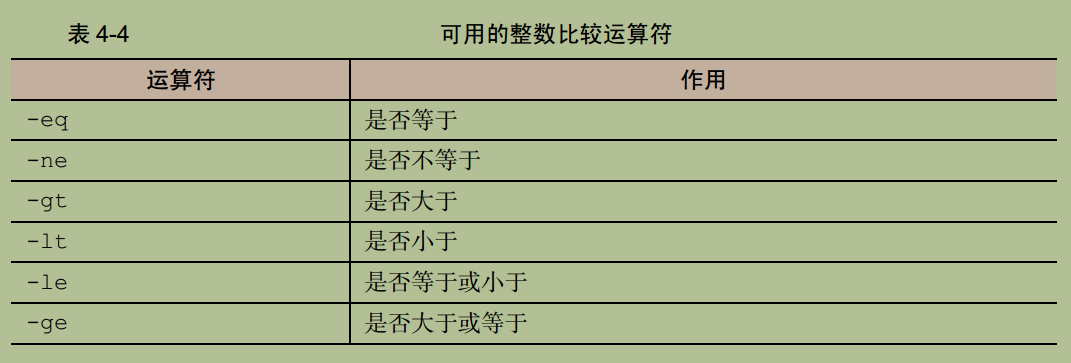 表 4-4 可用的整数比较运算符
运算符 作用
-eq 是否等于
-ne 是否不等于
-gt 是否大于
-lt 是否小于
-le 是否等于或小于
-ge 是否大于或等于